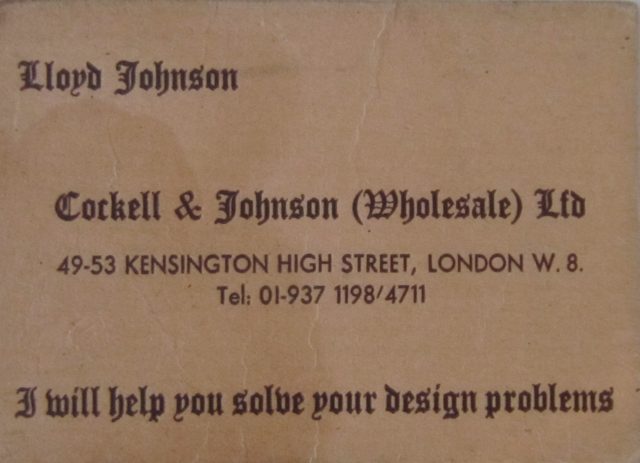 Lloyd Johnson
Cockell & Johnson (Wholesale) Ltd
49-53 KENSINGTON HIGH STREET, LONDON W. 8.
Tel: 01-937 1198/4711
I will help you solve your design problems